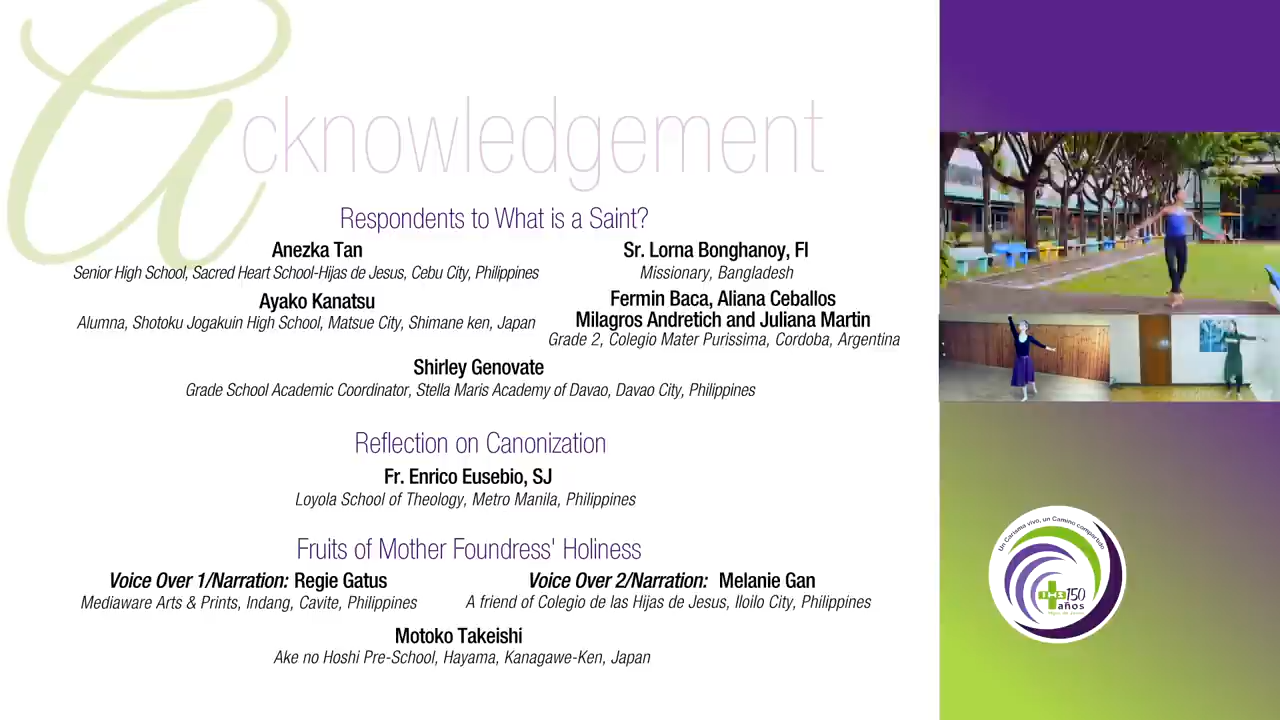 Acknowledgement
Respondents to What is a Saint?
Anezka Tan
Senior High School, Sacred Heart School-Hijas de Jesus, Cebu City, Philippines
Sr. Lorna Bonghanoy, FI
Missionary, Bangladesh
Ayako Kanatsu
Alumna, Shotoku Jogakuin High School, Matsue City, Shimane ken, Japan
Fermin Baca, Aliana Ceballos
Milagros Andretich and Juliana Martin
Grade 2, Colegio Mater Purissima, Cordoba, Argentina
Shirley Genovate
Grade School Academic Coordinator, Stella Maris Academy of Davao, Davao City, Philippines
Reflection on Canonization
Fr. Enrico Eusebio, SJ
Loyola School of Theology, Metro Manila, Philippines
Fruits of Mother Foundress' Holiness
Voice Over 1/Narration: Regie Gatus
Mediaware Arts & Prints, Indang, Cavite, Philippines
Voice Over 2/Narration: Melanie Gan
A friend of Colegio de las Hijas de Jesus, Iloilo City, Philippines
Motoko Takeishi
Ake no Hoshi Pre-School, Hayama, Kanagawe-Ken, Japan
Un Carisma vivo, un Camino compartido
IHS 150
años